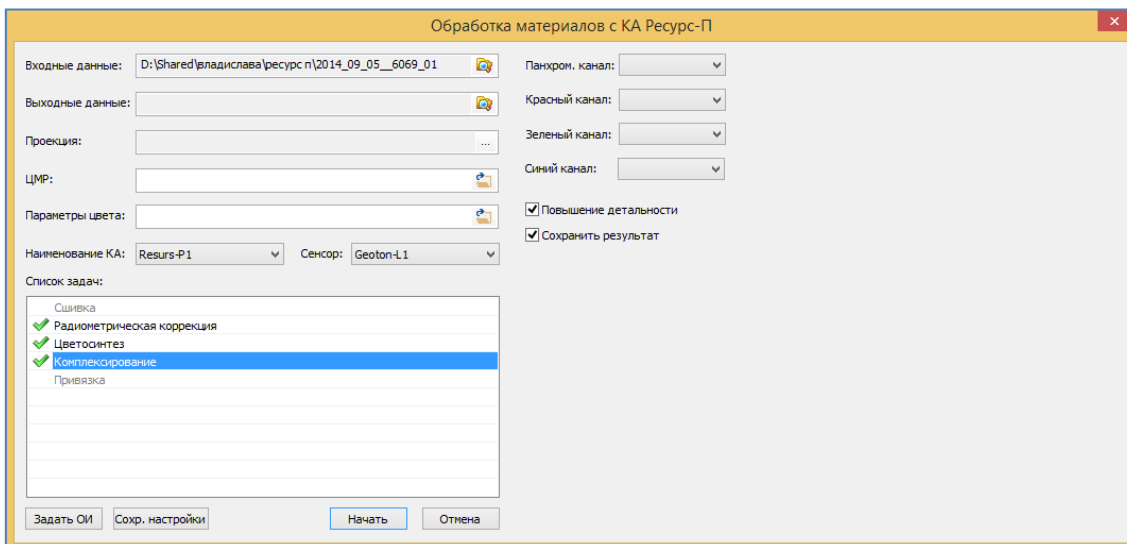 Обработка материалов с КА Ресурс-П
Входные данные: D:\Shared\владислава\ресурс п\2014_09_05__6069_01
Выходные данные:
Проекция: ...
ЦМР:
Параметры цвета:
Наименование КА: Resurs-P1 Сенсор: Geoton-L1
Список задач:
Сшивка
Радиометрическая коррекция
Цветосинтез
Комплексирование
Привязка
Задать ОИ Сохр. настройки Начать Отмена
Панхром. канал:
Красный канал:
Зеленый канал:
Синий канал:
Повышение детальности
Сохранить результат